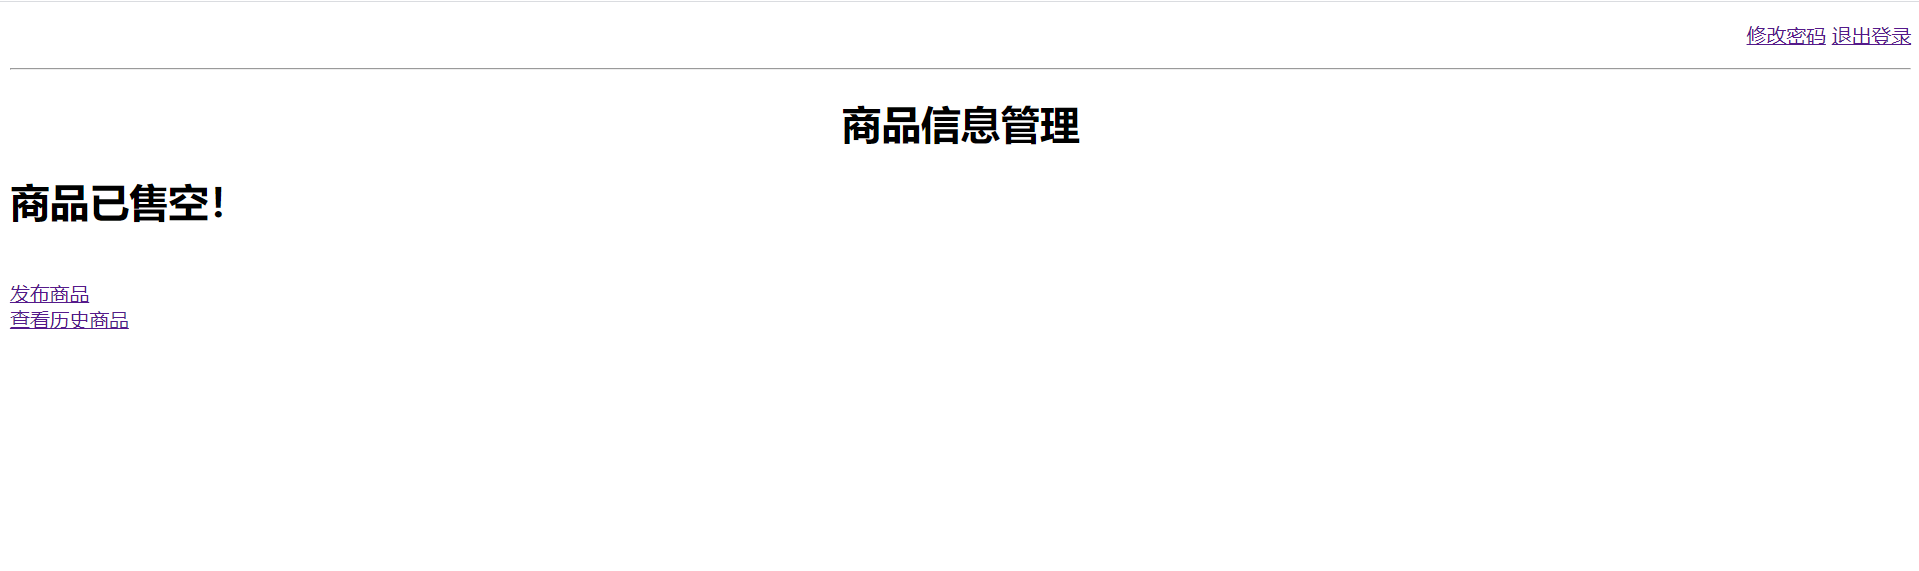 修改密码 退出登录
商品信息管理
商品已售空！
发布商品
查看历史商品